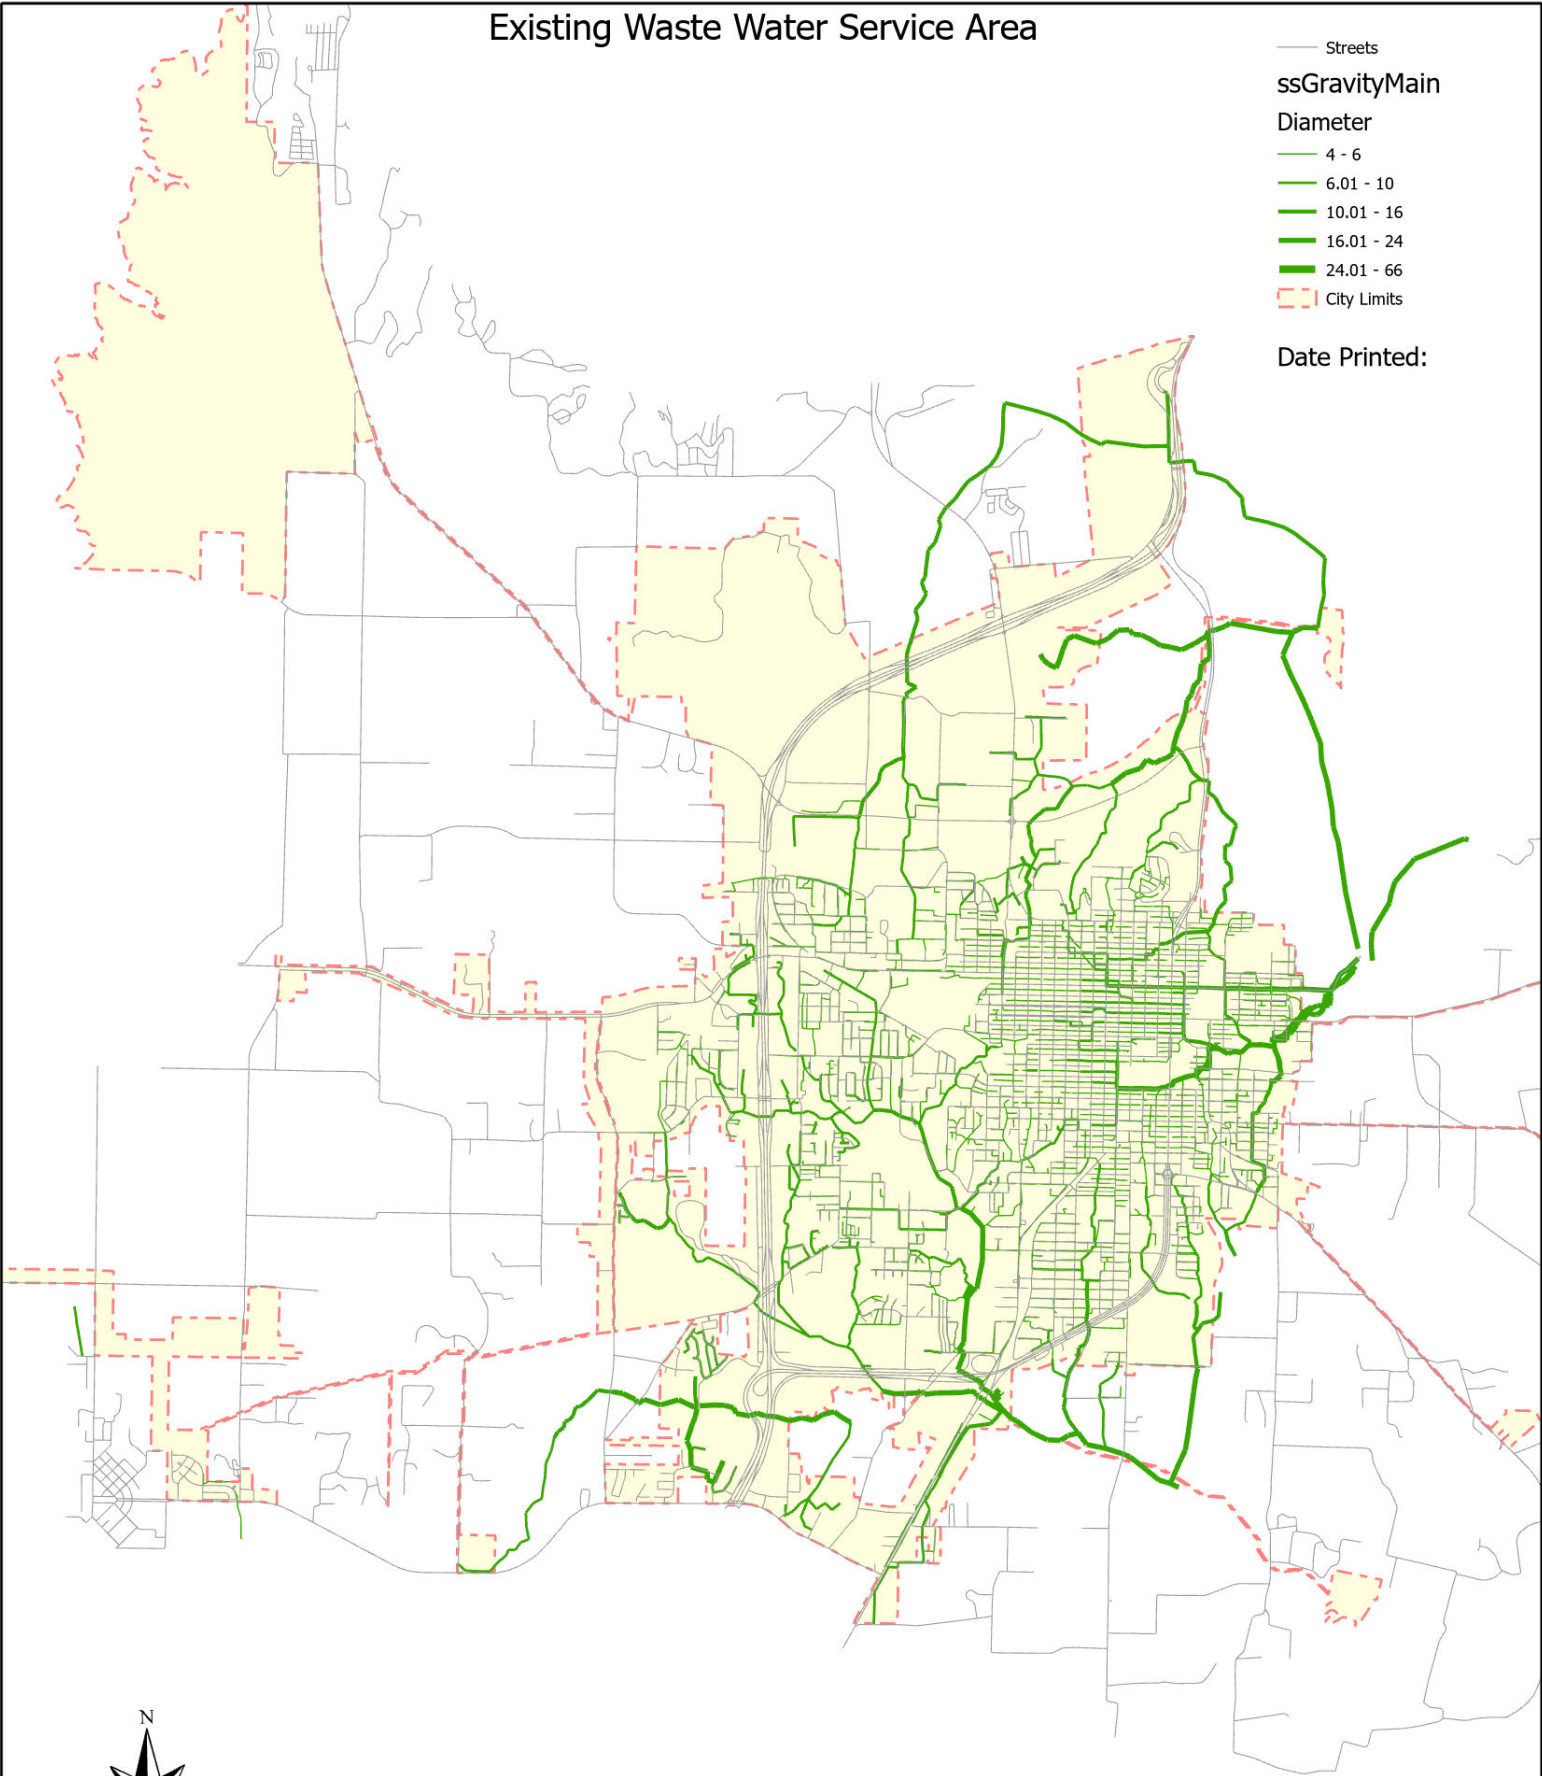 Existing Waste Water Service Area
Streets
ssGravityMain
Diameter
4 - 6
6.01 - 10
10.01 - 16
16.01 - 24
24.01 - 66
City Limits
Date Printed:
N